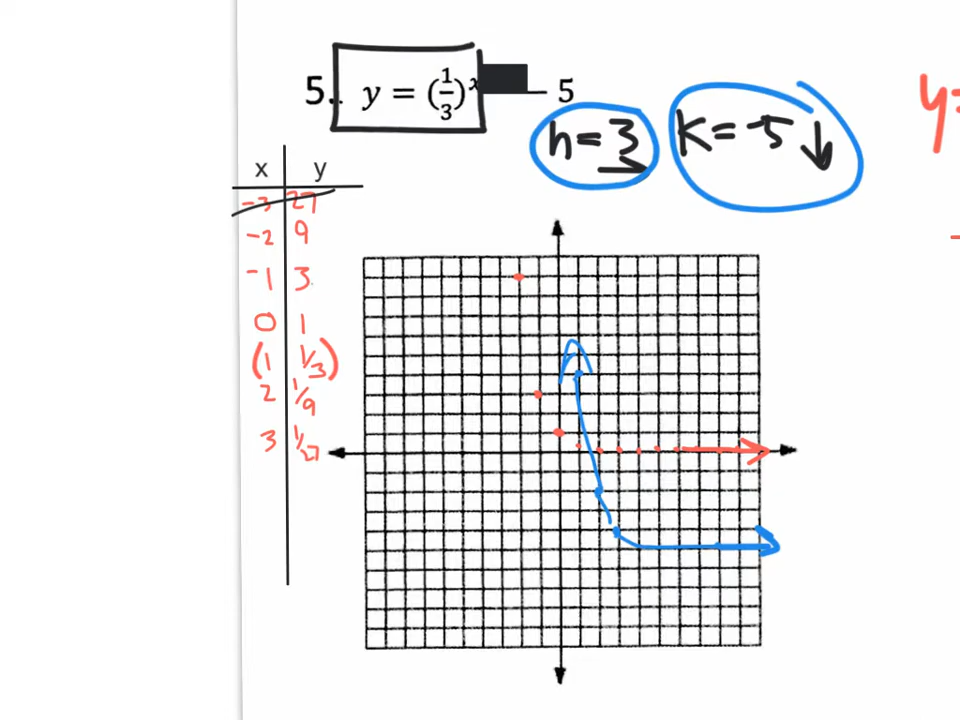 5. y = (1/3)^x — 5
h = 3 K = -5 ↓ y=
x y
-3 27
-2 9
-1 3
0 1
(1 1/3)
2 1/9
3 1/27